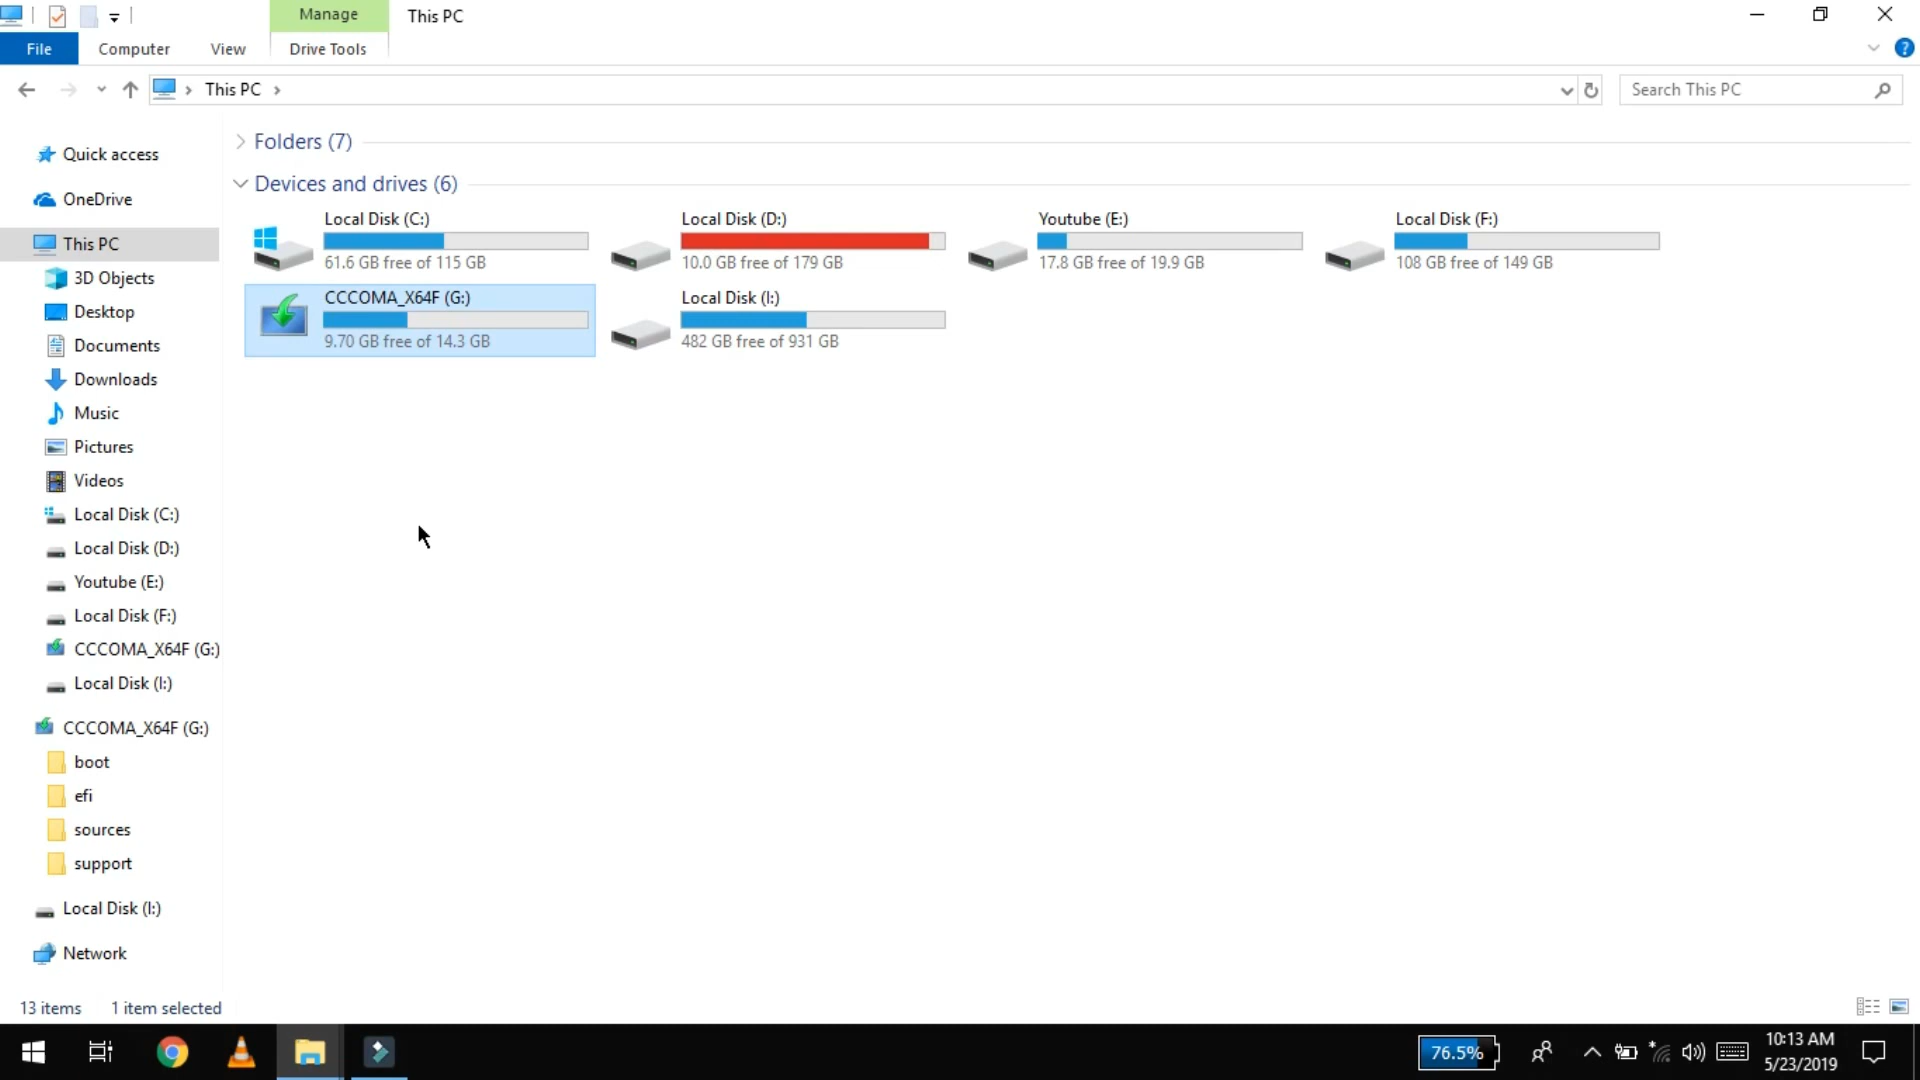 Manage
This PC
File
Computer
View
Drive Tools
?
This PC
Search This PC
Quick access
OneDrive
This PC
3D Objects
Desktop
Documents
Downloads
Music
Pictures
Videos
Local Disk (C:)
Local Disk (D:)
Youtube (E:)
Local Disk (F:)
CCCOMA_X64F (G:)
Local Disk (I:)
CCCOMA_X64F (G:)
boot
efi
sources
support
Local Disk (I:)
Network
Folders (7)
Devices and drives (6)
Local Disk (C:)
61.6 GB free of 115 GB
Local Disk (D:)
10.0 GB free of 179 GB
Youtube (E:)
17.8 GB free of 19.9 GB
Local Disk (F:)
108 GB free of 149 GB
CCCOMA_X64F (G:)
9.70 GB free of 14.3 GB
Local Disk (I:)
482 GB free of 931 GB
13 items
1 item selected
76.5%
10:13 AM
5/23/2019